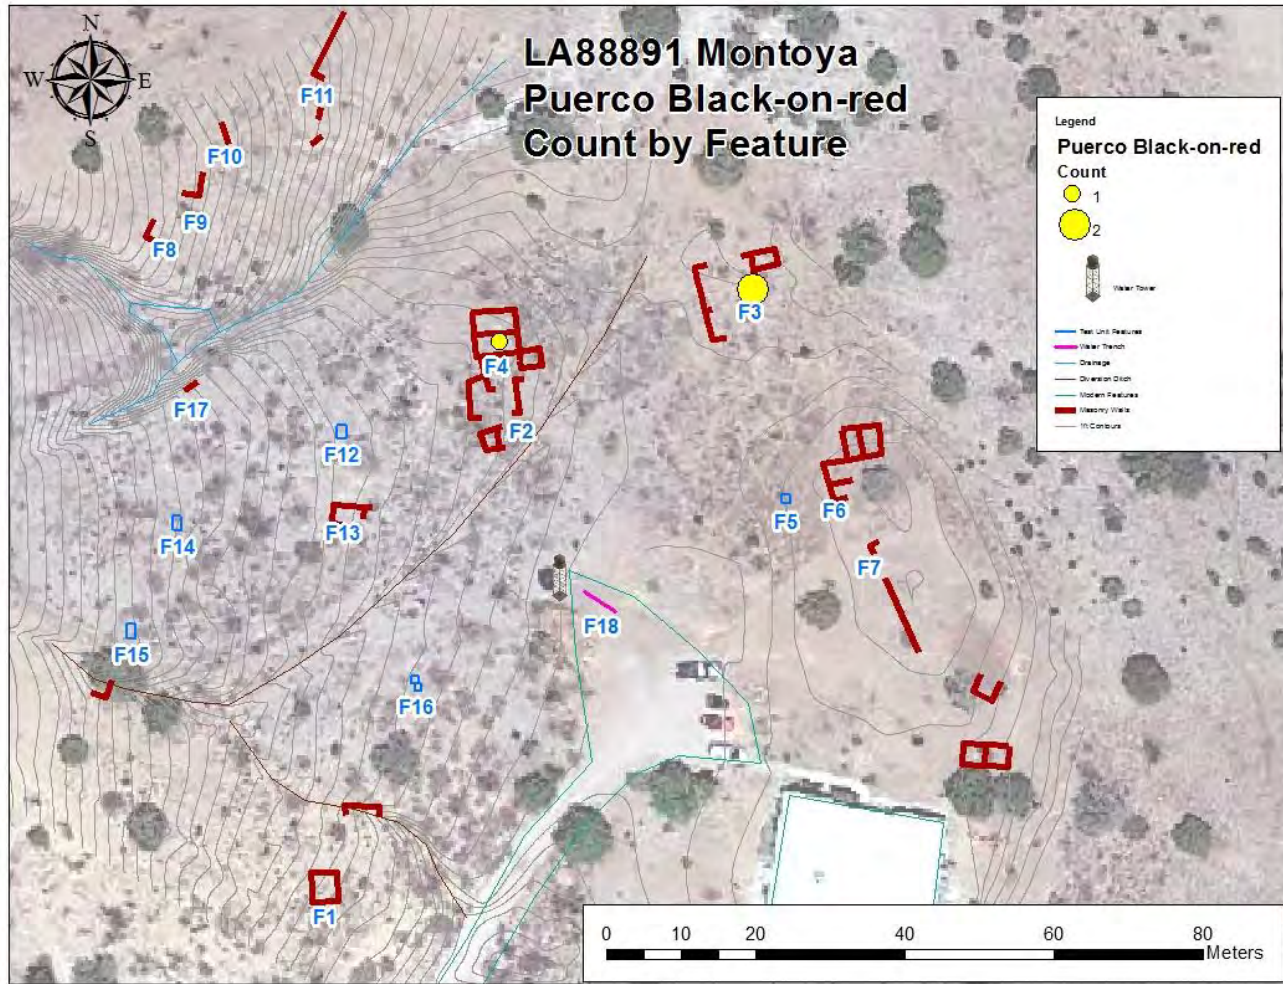 N
W E
S
LA88891 Montoya
Puerco Black-on-red
Count by Feature
Legend
Puerco Black-on-red
Count
1
2
Water Tower
Test Unit Features
Water Trench
Drainage
Diversion Ditch
Modern Features
Masonry Walls
1ft Contours
F11
F10
F9
F8
F3
F4
F17
F2
F12
F13
F14
F5
F6
F7
F18
F15
F16
F1
0 10 20 40 60 80
Meters